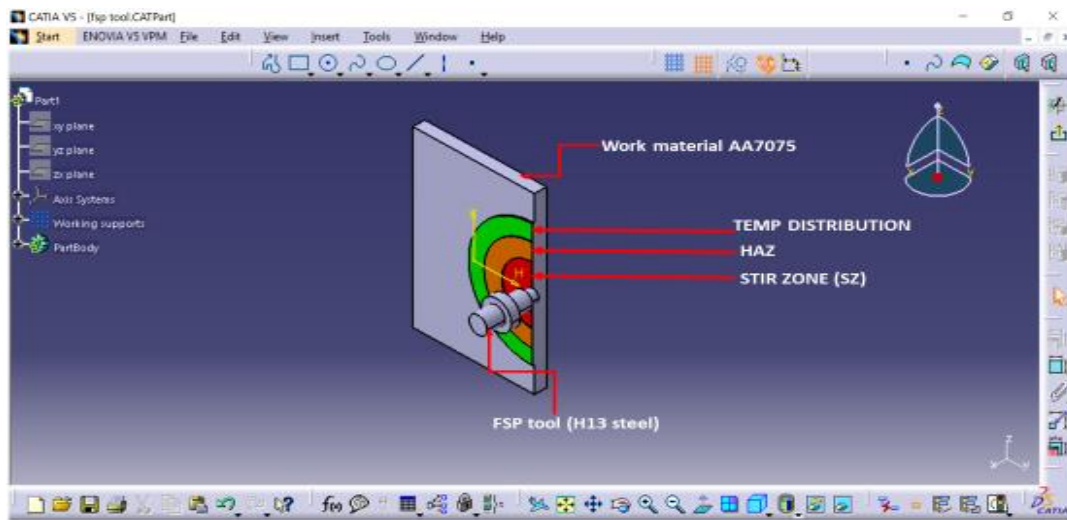 CATIA V5 - [fsp tool.CATPart]
Start ENOVIA V5 VPM File Edit View Insert Tools Window Help
Part1
xy plane
yz plane
zx plane
Axis Systems
Working supports
PartBody
Work material AA7075
TEMP DISTRIBUTION
HAZ
STIR ZONE (SZ)
H
FSP tool (H13 steel)
z
x y
f(x)
CATIA